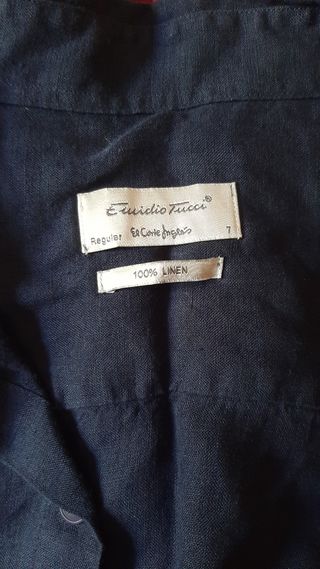 Emidio Tucci®
Regular El Corte Inglés 7
100% LINEN